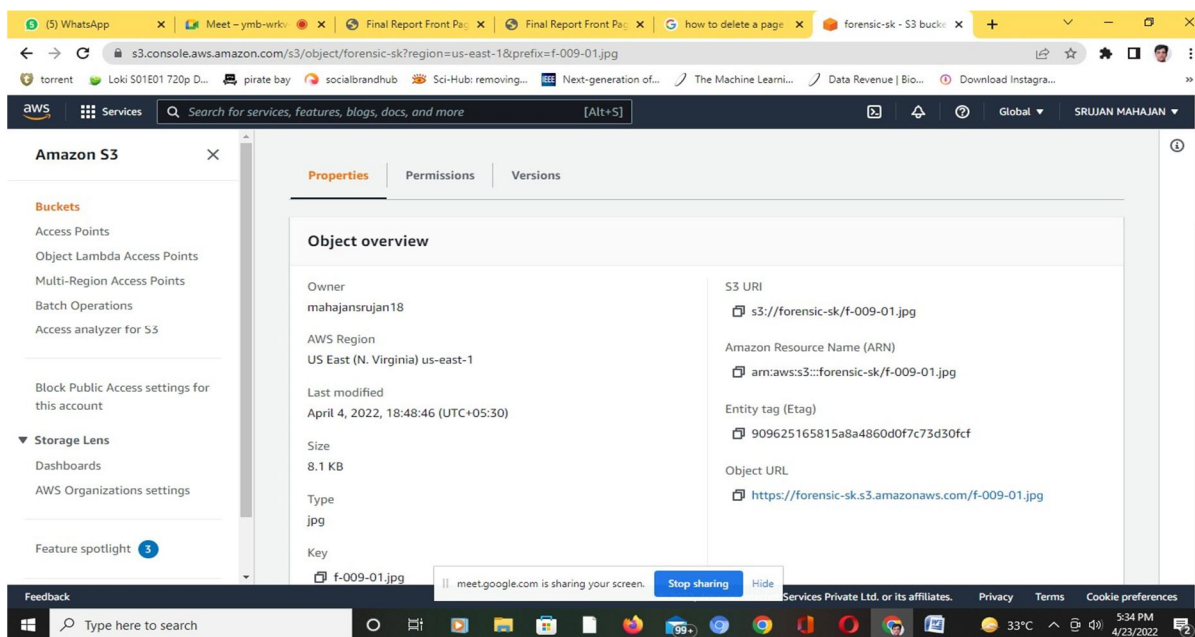 (5) WhatsApp
Meet – ymb-wrkv
Final Report Front Pag
Final Report Front Pag
how to delete a page
forensic-sk - S3 bucke
s3.console.aws.amazon.com/s3/object/forensic-sk?region=us-east-1&prefix=f-009-01.jpg
torrent
Loki S01E01 720p D...
pirate bay
socialbrandhub
Sci-Hub: removing...
IEEE
Next-generation of...
The Machine Learni...
Data Revenue | Bio...
Download Instagra...
aws
Services
Search for services, features, blogs, docs, and more
[Alt+S]
Global
SRUJAN MAHAJAN
Amazon S3
Buckets
Access Points
Object Lambda Access Points
Multi-Region Access Points
Batch Operations
Access analyzer for S3
Block Public Access settings for
this account
Storage Lens
Dashboards
AWS Organizations settings
Feature spotlight 3
Properties
Permissions
Versions
Object overview
Owner
mahajansrujan18
AWS Region
US East (N. Virginia) us-east-1
Last modified
April 4, 2022, 18:48:46 (UTC+05:30)
Size
8.1 KB
Type
jpg
Key
f-009-01.jpg
S3 URI
s3://forensic-sk/f-009-01.jpg
Amazon Resource Name (ARN)
arn:aws:s3:::forensic-sk/f-009-01.jpg
Entity tag (Etag)
909625165815a8a4860d0f7c73d30fcf
Object URL
https://forensic-sk.s3.amazonaws.com/f-009-01.jpg
meet.google.com is sharing your screen.
Stop sharing
Hide
Feedback
Services Private Ltd. or its affiliates.
Privacy
Terms
Cookie preferences
Type here to search
99+
33°C
5:34 PM
4/23/2022
2